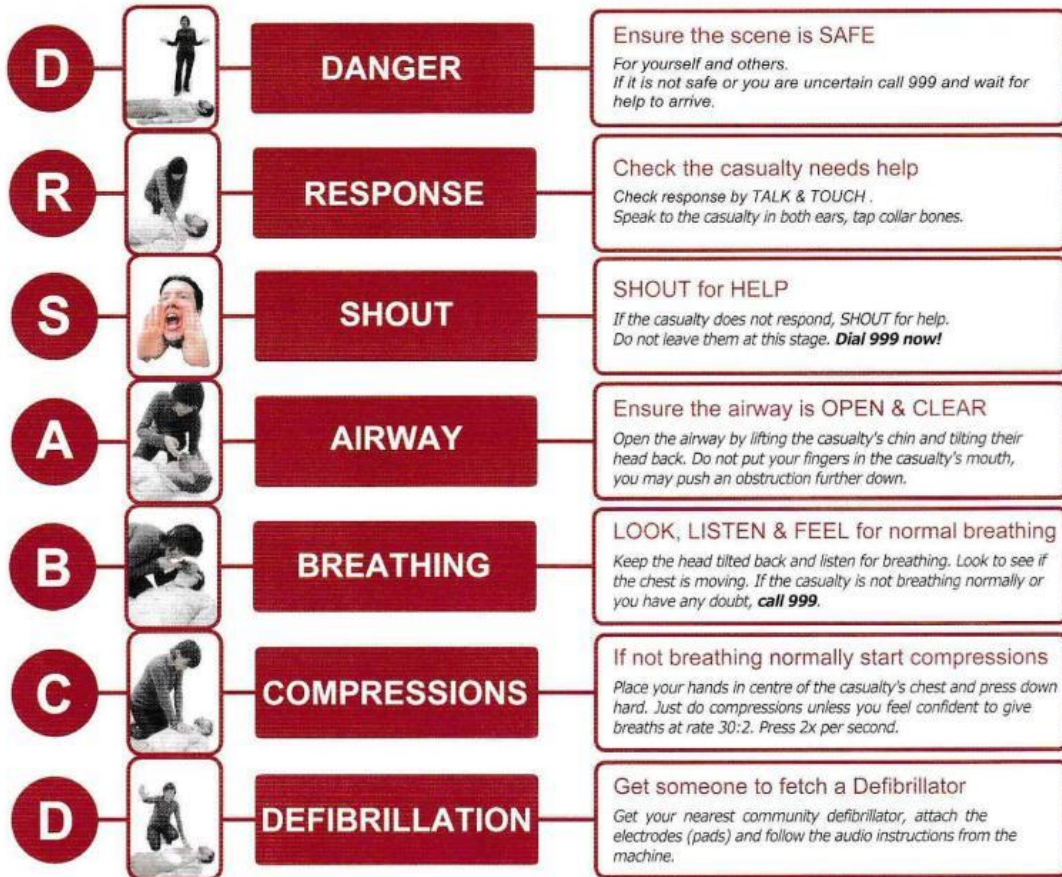 D
DANGER
Ensure the scene is SAFE
For yourself and others.
If it is not safe or you are uncertain call 999 and wait for
help to arrive.
R
RESPONSE
Check the casualty needs help
Check response by TALK & TOUCH .
Speak to the casualty in both ears, tap collar bones.
S
SHOUT
SHOUT for HELP
If the casualty does not respond, SHOUT for help.
Do not leave them at this stage. Dial 999 now!
A
AIRWAY
Ensure the airway is OPEN & CLEAR
Open the airway by lifting the casualty's chin and tilting their
head back. Do not put your fingers in the casualty's mouth,
you may push an obstruction further down.
B
BREATHING
LOOK, LISTEN & FEEL for normal breathing
Keep the head tilted back and listen for breathing. Look to see if
the chest is moving. If the casualty is not breathing normally or
you have any doubt, call 999.
C
COMPRESSIONS
If not breathing normally start compressions
Place your hands in centre of the casualty's chest and press down
hard. Just do compressions unless you feel confident to give
breaths at rate 30:2. Press 2x per second.
D
DEFIBRILLATION
Get someone to fetch a Defibrillator
Get your nearest community defibrillator, attach the
electrodes (pads) and follow the audio instructions from the
machine.